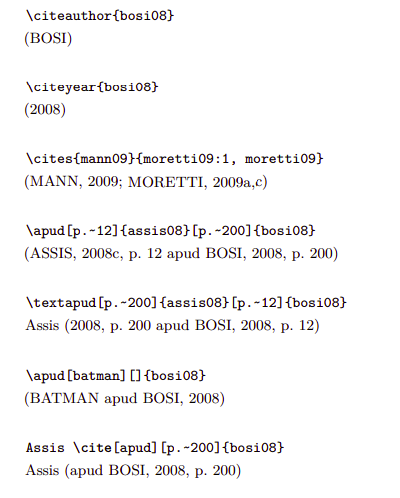 \citeauthor{bosi08}
(BOSI)
\citeyear{bosi08}
(2008)
\cites{mann09}{moretti09:1, moretti09}
(MANN, 2009; MORETTI, 2009a,c)
\apud[p.~12]{assis08}[p.~200]{bosi08}
(ASSIS, 2008c, p. 12 apud BOSI, 2008, p. 200)
\textapud[p.~200]{assis08}[p.~12]{bosi08}
Assis (2008, p. 200 apud BOSI, 2008, p. 12)
\apud[batman][]{bosi08}
(BATMAN apud BOSI, 2008)
Assis \cite[apud][p.~200]{bosi08}
Assis (apud BOSI, 2008, p. 200)